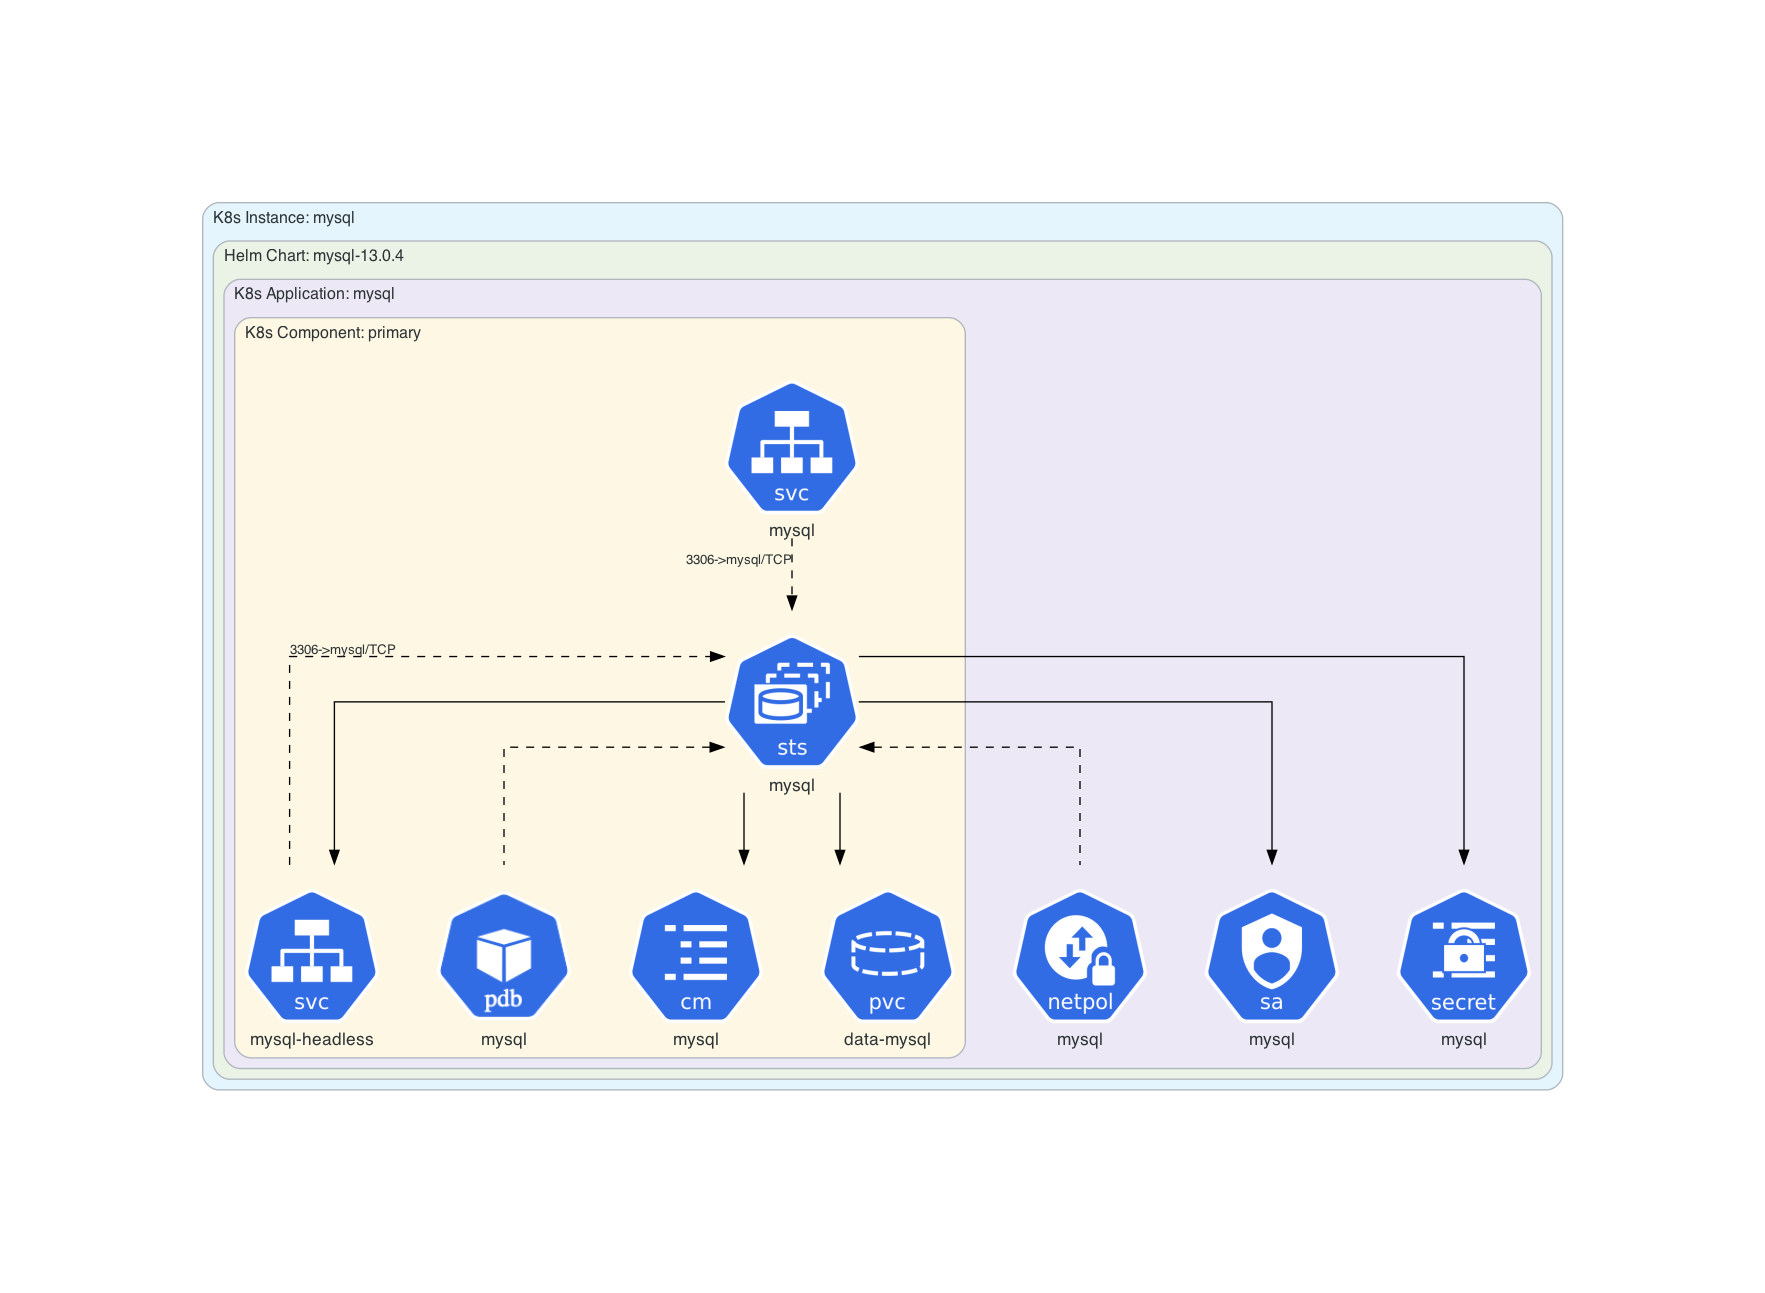 K8s Instance: mysql
Helm Chart: mysql-13.0.4
K8s Application: mysql
K8s Component: primary
svc
mysql
3306->mysql/TCP
3306->mysql/TCP
sts
mysql
svc
mysql-headless
pdb
mysql
cm
mysql
pvc
data-mysql
netpol
mysql
sa
mysql
secret
mysql